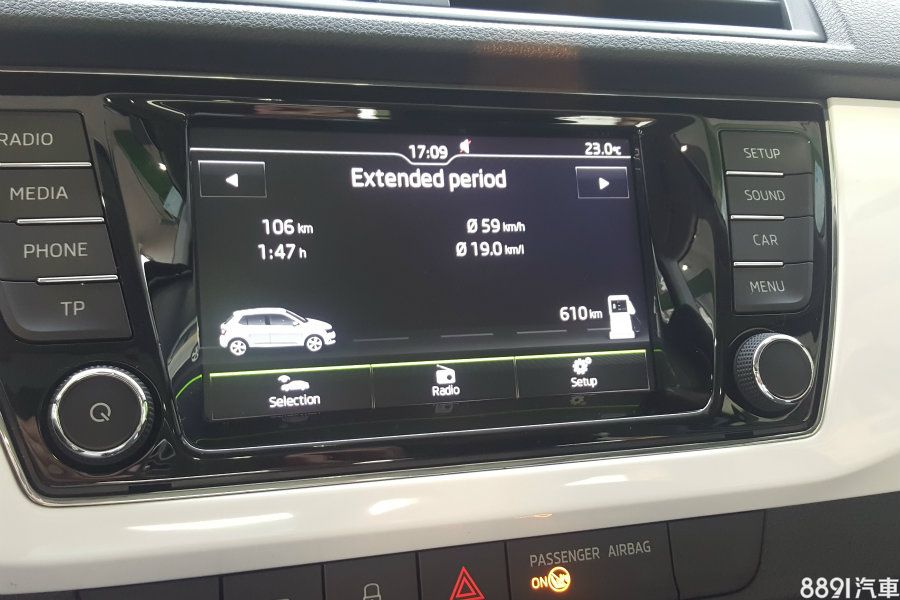 RADIO
MEDIA
PHONE
TP
17:09
23.0℃
Extended period
106 km
Ø 59 km/h
1:47 h
Ø 19.0 km/l
610 km
Selection
Radio
Setup
SETUP
SOUND
CAR
MENU
PASSENGER AIRBAG
ON
8891汽車